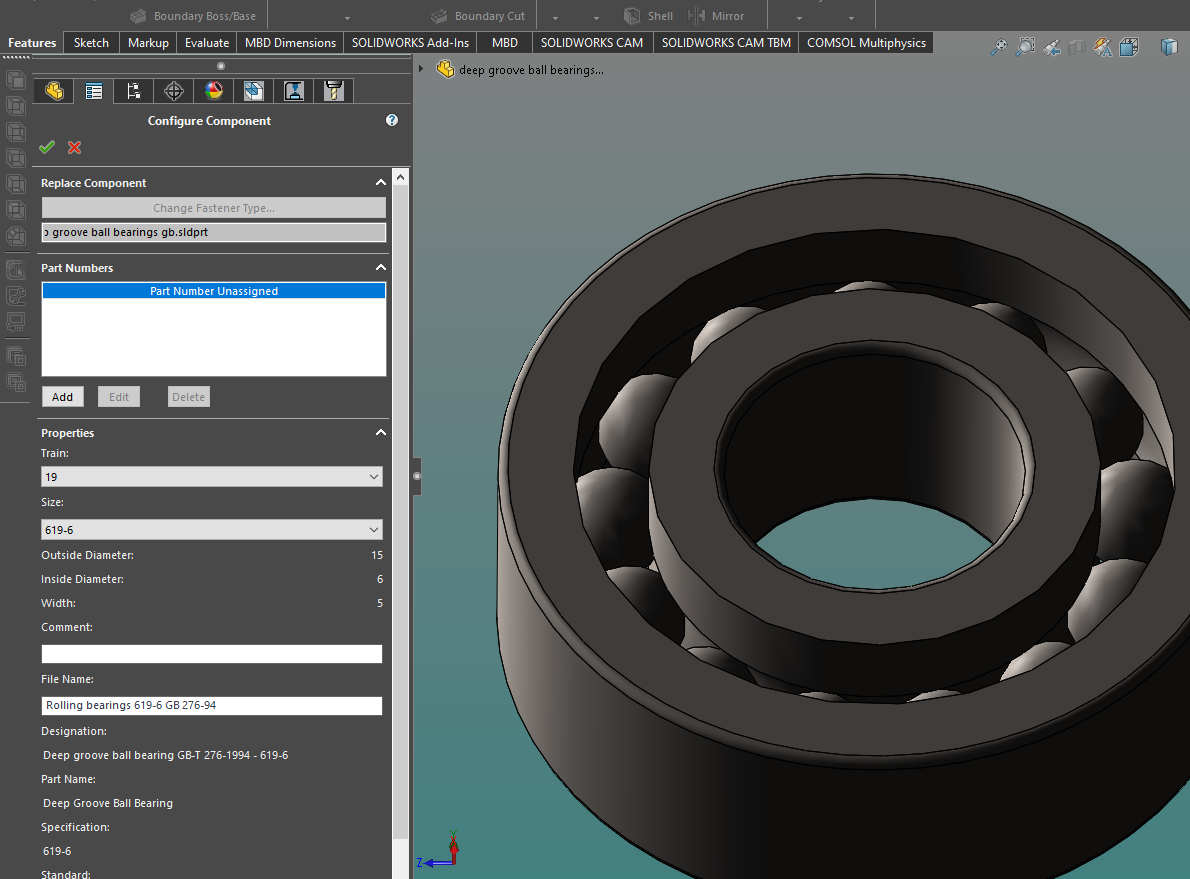 Boundary Boss/Base
Boundary Cut
Shell
Mirror
Features
Sketch
Markup
Evaluate
MBD Dimensions
SOLIDWORKS Add-Ins
MBD
SOLIDWORKS CAM
SOLIDWORKS CAM TBM
COMSOL Multiphysics
deep groove ball bearings...
Configure Component
?
Replace Component
Change Fastener Type...
groove ball bearings gb.sldprt
Part Numbers
Part Number Unassigned
Add
Edit
Delete
Properties
Train:
19
Size:
619-6
Outside Diameter: 15
Inside Diameter: 6
Width: 5
Comment:
File Name:
Rolling bearings 619-6 GB 276-94
Designation:
Deep groove ball bearing GB-T 276-1994 - 619-6
Part Name:
Deep Groove Ball Bearing
Specification:
619-6
Standard:
Y
Z